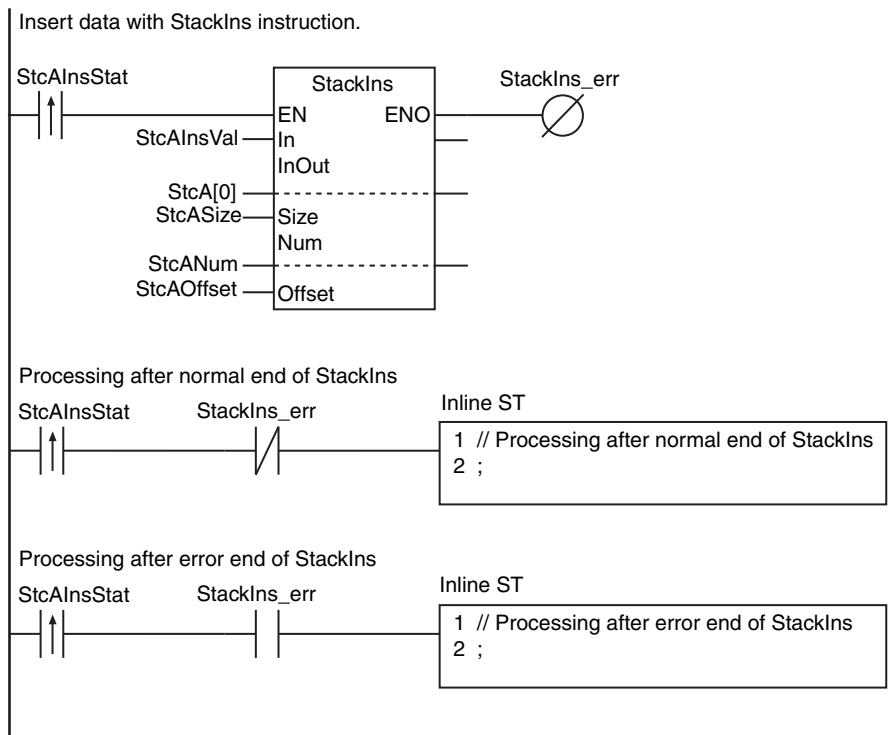 Insert data with StackIns instruction.
StcAInsStat
StackIns
StackIns_err
EN
ENO
StcAInsVal
In
InOut
StcA[0]
StcASize
Size
Num
StcANum
StcAOffset
Offset
Processing after normal end of StackIns
StcAInsStat
StackIns_err
Inline ST
1 // Processing after normal end of StackIns
2 ;
Processing after error end of StackIns
StcAInsStat
StackIns_err
Inline ST
1 // Processing after error end of StackIns
2 ;